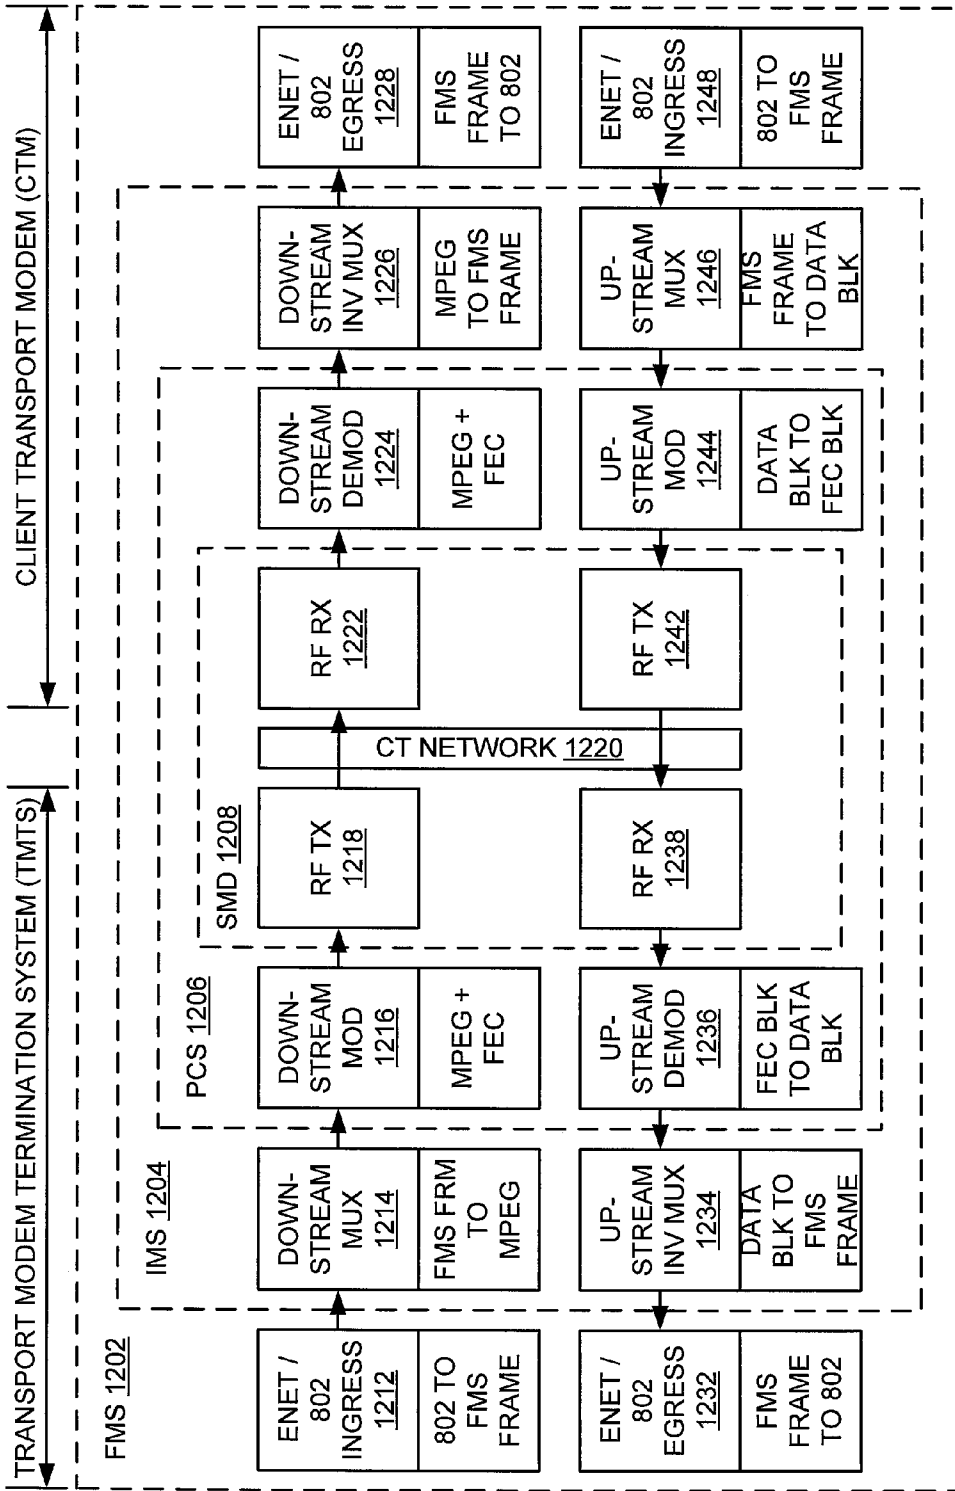 TRANSPORT MODEM TERMINATION SYSTEM (TMTS)
CLIENT TRANSPORT MODEM (CTM)
FMS 1202
IMS 1204
PCS 1206
SMD 1208
ENET /
802
INGRESS
1212
802 TO
FMS
FRAME
DOWN-
STREAM
MUX
1214
FMS FRM
TO
MPEG
DOWN-
STREAM
MOD
1216
MPEG +
FEC
RF TX
1218
CT NETWORK 1220
RF RX
1222
DOWN-
STREAM
DEMOD
1224
MPEG +
FEC
DOWN-
STREAM
INV MUX
1226
MPEG
TO FMS
FRAME
ENET /
802
EGRESS
1228
FMS
FRAME
TO 802
ENET /
802
EGRESS
1232
FMS
FRAME
TO 802
UP-
STREAM
INV MUX
1234
DATA
BLK TO
FMS
FRAME
UP-
STREAM
DEMOD
1236
FEC BLK
TO DATA
BLK
RF RX
1238
RF TX
1242
UP-
STREAM
MOD
1244
DATA
BLK TO
FEC BLK
UP-
STREAM
MUX
1246
FMS
FRAME
TO DATA
BLK
ENET /
802
INGRESS
1248
802 TO
FMS
FRAME